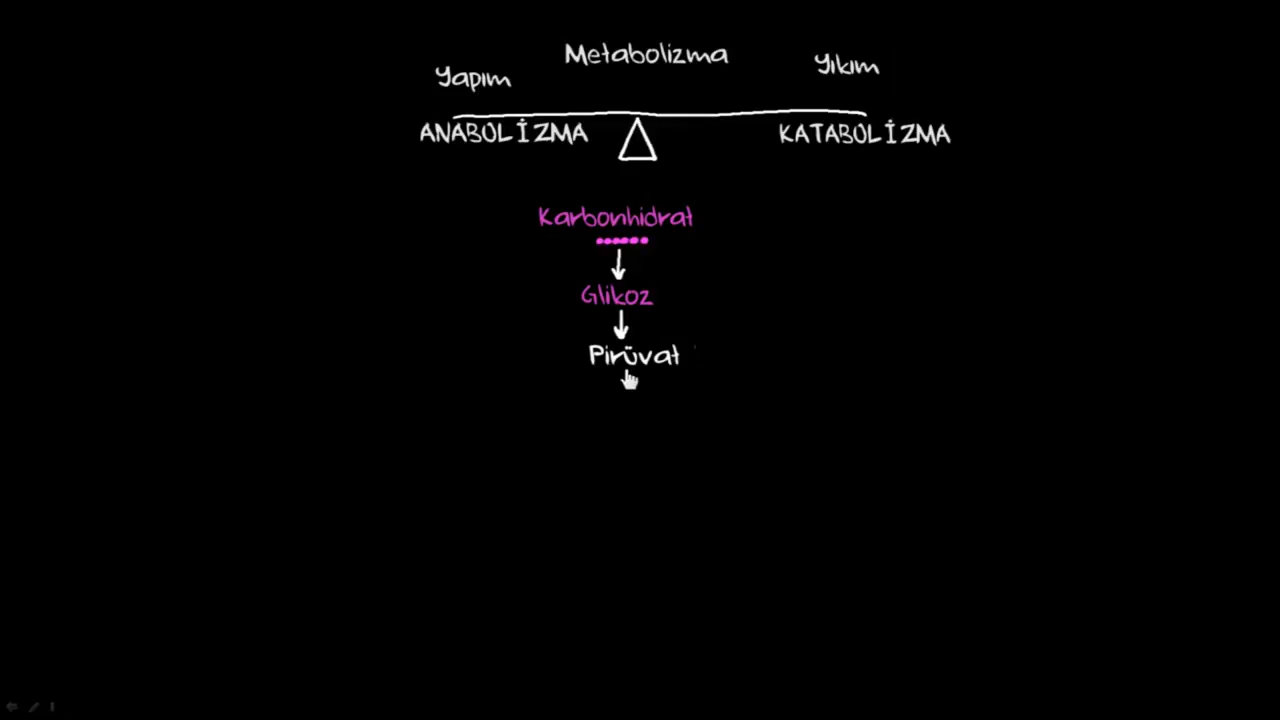 Metabolizma
Yapım
Yıkım
ANABOLİZMA
KATABOLİZMA
Karbonhidrat
Glikoz
Pirüvat